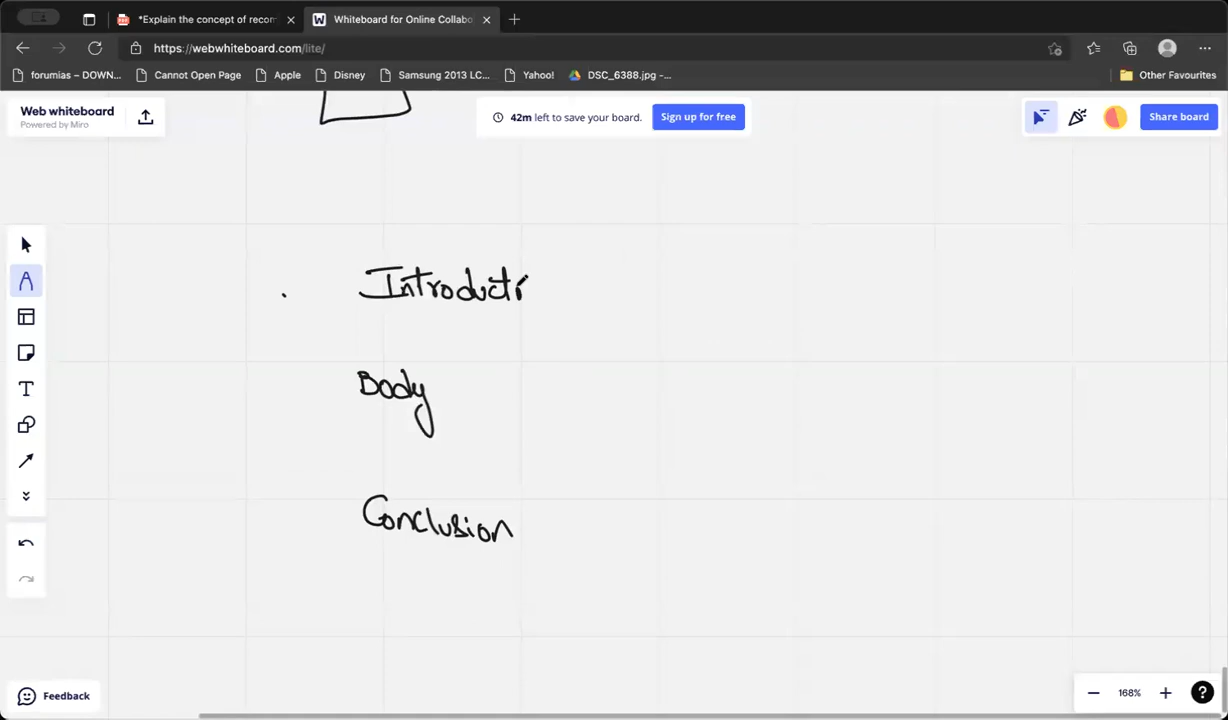 *Explain the concept of recon
Whiteboard for Online Collabo
https://webwhiteboard.com/lite/
forumias – DOWN...
Cannot Open Page
Apple
Disney
Samsung 2013 LC...
Yahoo!
DSC_6388.jpg -...
Other Favourites
Web whiteboard
Powered by Miro
42m left to save your board.
Sign up for free
Share board
Introducti
Body
Conclusion
T
Feedback
168%
?